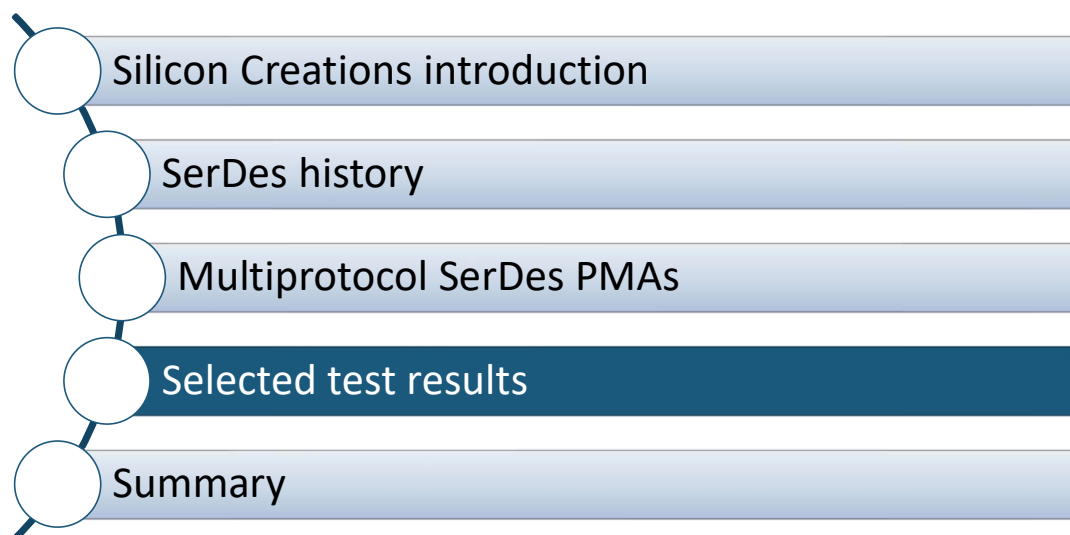 Silicon Creations introduction
SerDes history
Multiprotocol SerDes PMAs
Selected test results
Summary